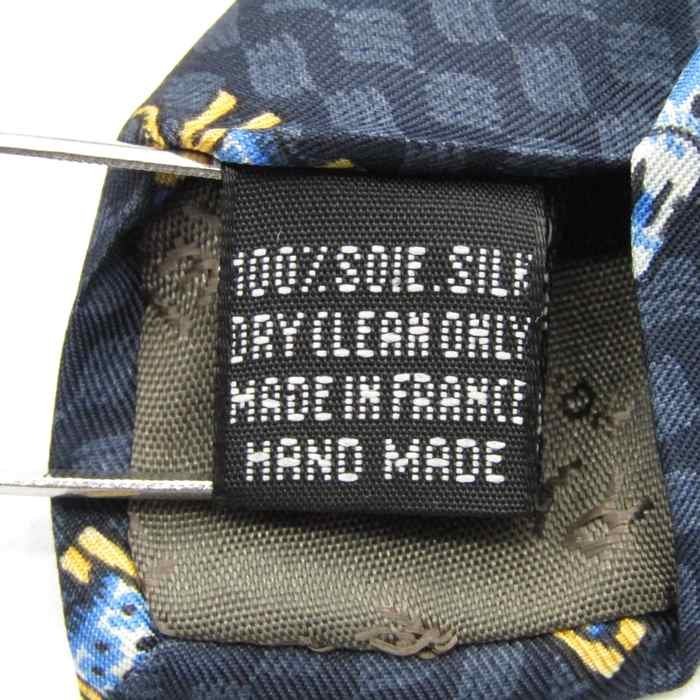 100% SOIE.SILK
DRY CLEAN ONLY
MADE IN FRANCE
HAND MADE